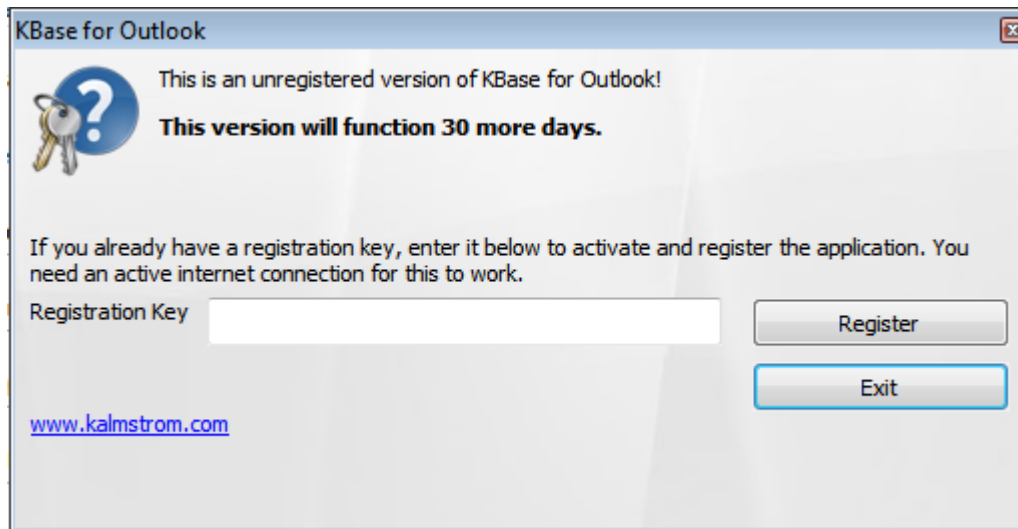 KBase for Outlook
This is an unregistered version of KBase for Outlook!
This version will function 30 more days.
If you already have a registration key, enter it below to activate and register the application. You
need an active internet connection for this to work.
Registration Key
Register
Exit
www.kalmstrom.com